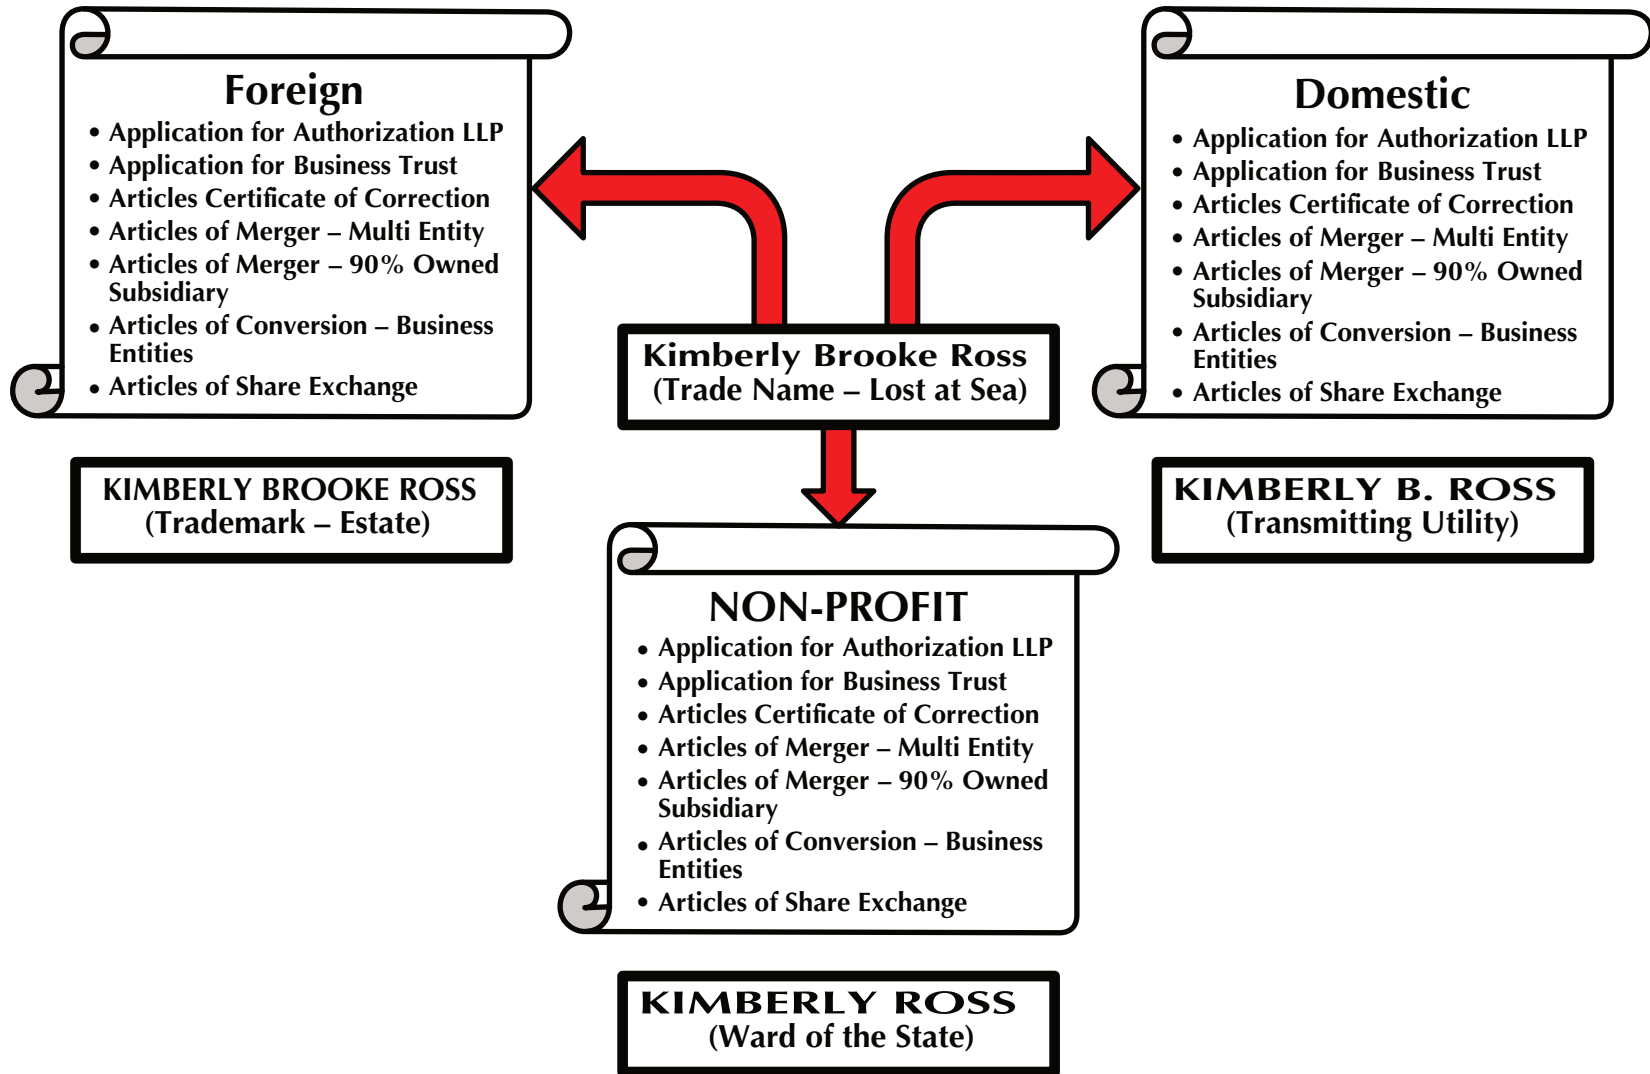 Foreign
• Application for Authorization LLP
• Application for Business Trust
• Articles Certificate of Correction
• Articles of Merger – Multi Entity
• Articles of Merger – 90% Owned
Subsidiary
• Articles of Conversion – Business
Entities
• Articles of Share Exchange
KIMBERLY BROOKE ROSS
(Trademark – Estate)
Kimberly Brooke Ross
(Trade Name – Lost at Sea)
Domestic
• Application for Authorization LLP
• Application for Business Trust
• Articles Certificate of Correction
• Articles of Merger – Multi Entity
• Articles of Merger – 90% Owned
Subsidiary
• Articles of Conversion – Business
Entities
• Articles of Share Exchange
KIMBERLY B. ROSS
(Transmitting Utility)
NON-PROFIT
• Application for Authorization LLP
• Application for Business Trust
• Articles Certificate of Correction
• Articles of Merger – Multi Entity
• Articles of Merger – 90% Owned
Subsidiary
• Articles of Conversion – Business
Entities
• Articles of Share Exchange
KIMBERLY ROSS
(Ward of the State)